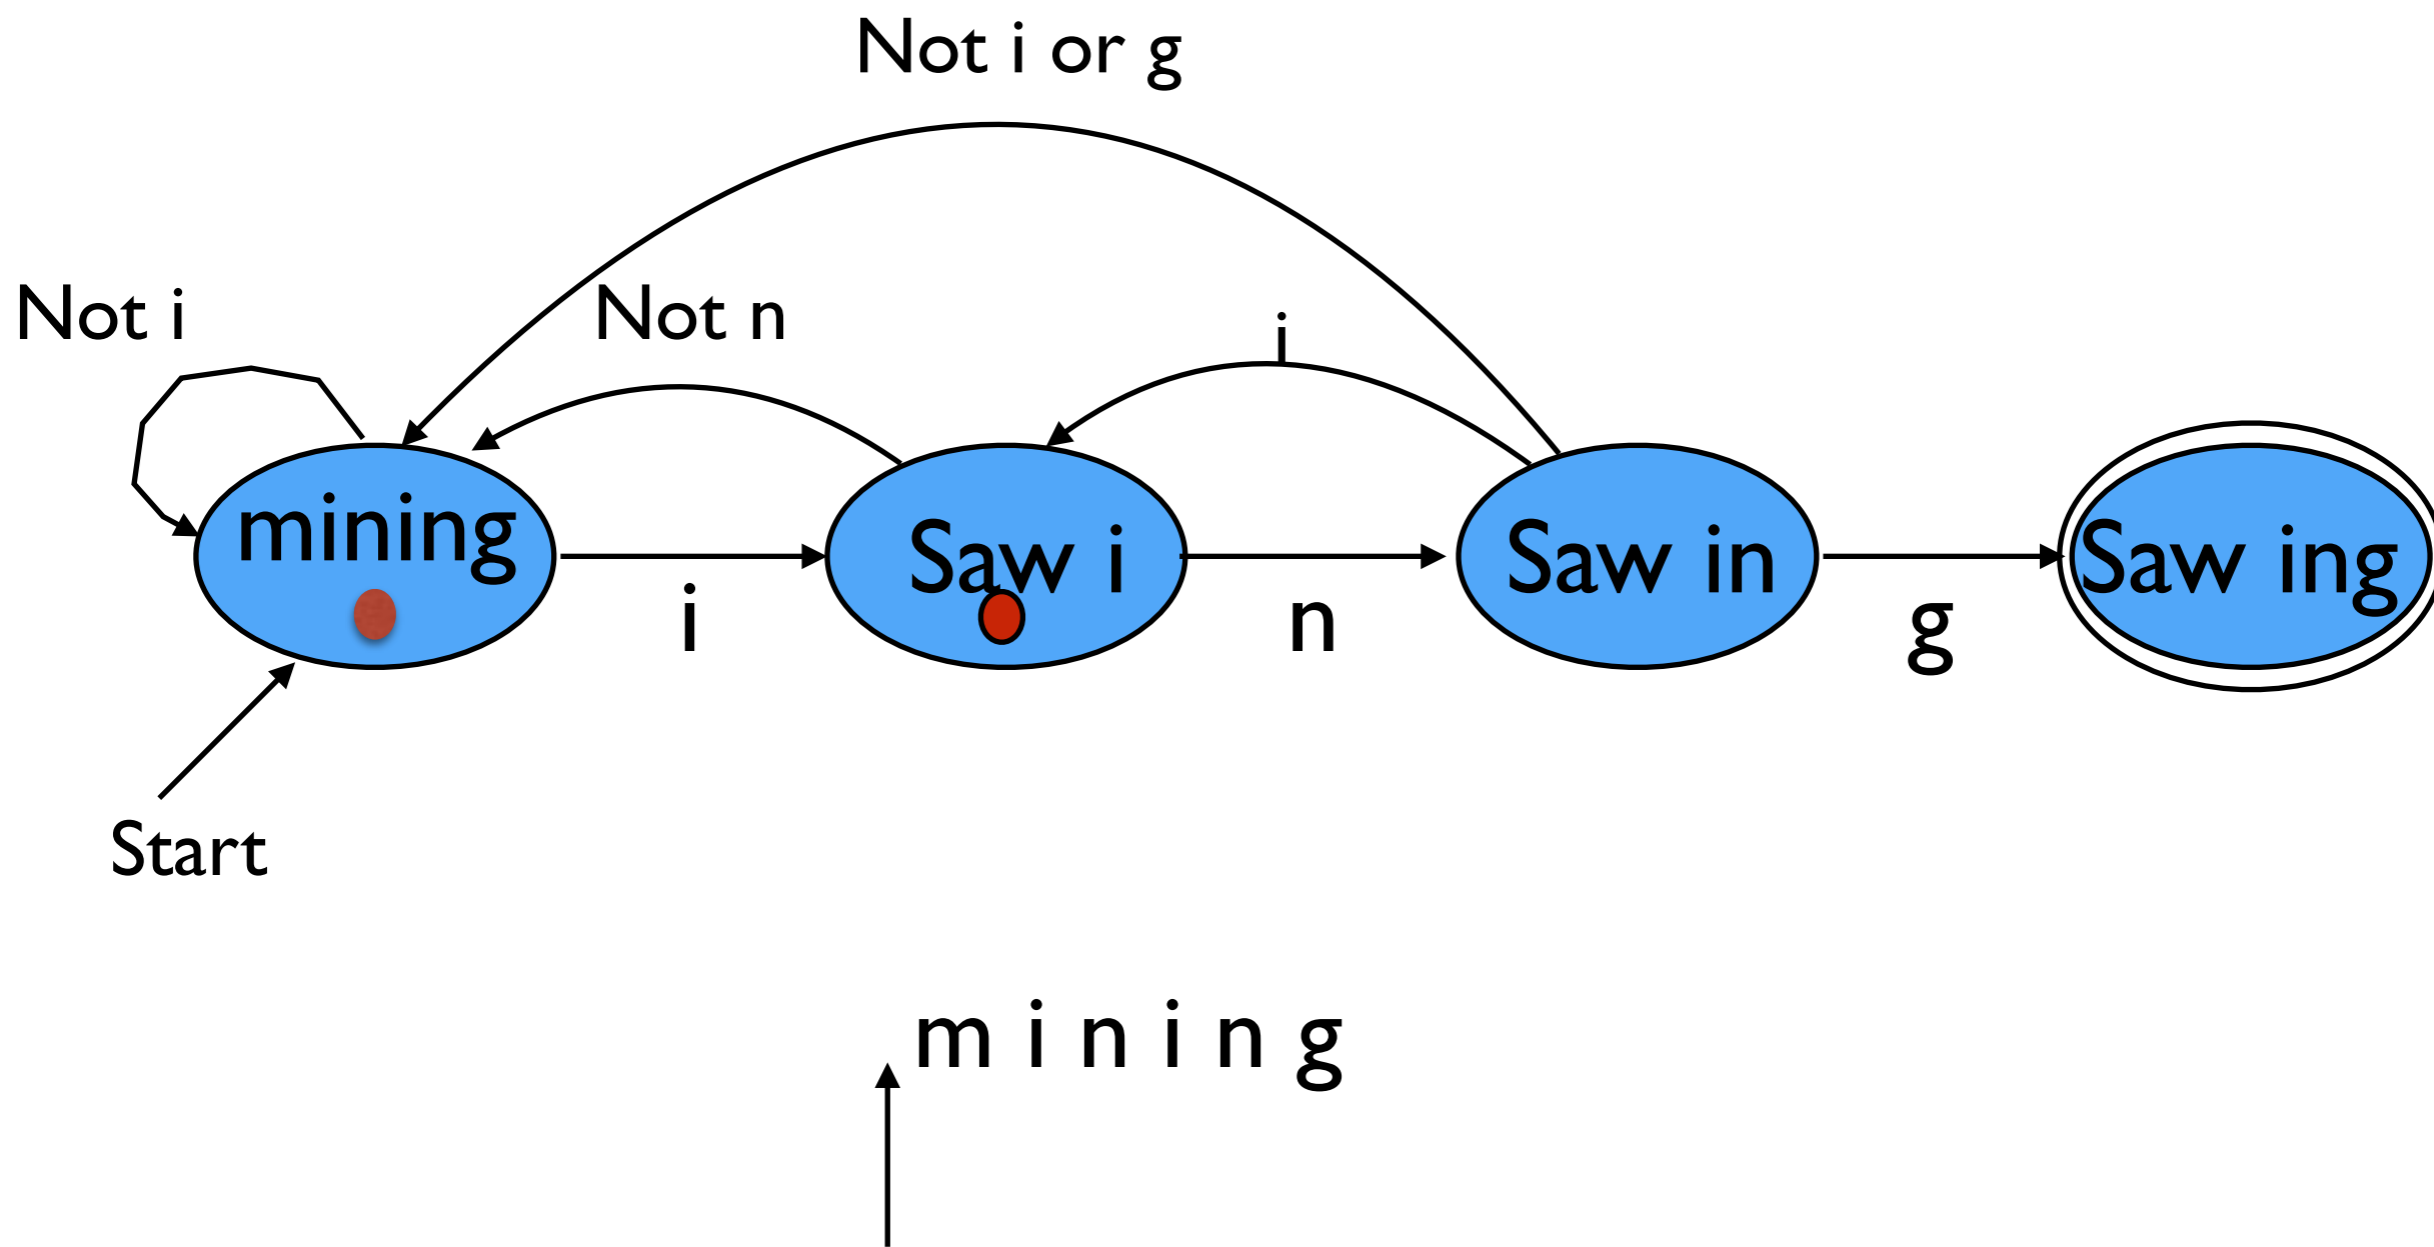 Not i or g
Not i
Not n
i
mining
Saw i
Saw in
Saw ing
i
n
g
Start
m i n i n g